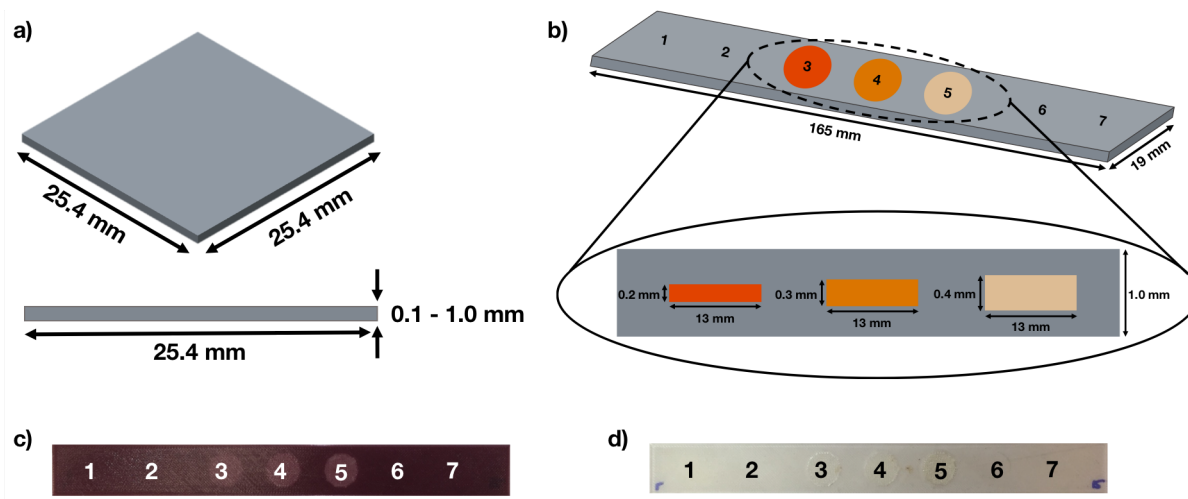 a)
25.4 mm
25.4 mm
0.1 - 1.0 mm
25.4 mm
b)
1
2
3
4
5
6
7
165 mm
19 mm
0.2 mm
13 mm
0.3 mm
13 mm
0.4 mm
13 mm
1.0 mm
c)
1 2 3 4 5 6 7
d)
1 2 3 4 5 6 7